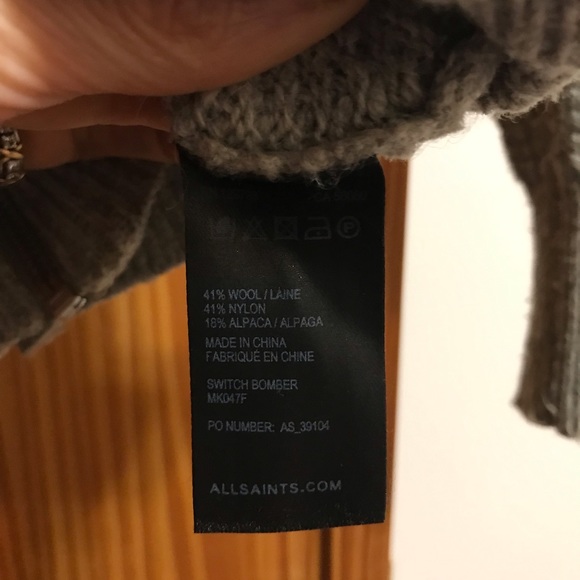 41% WOOL / LAINE
41% NYLON
18% ALPACA / ALPAGA
MADE IN CHINA
FABRIQUÉ EN CHINE
SWITCH BOMBER
MK047F
PO NUMBER: AS_39104
ALLSAINTS.COM